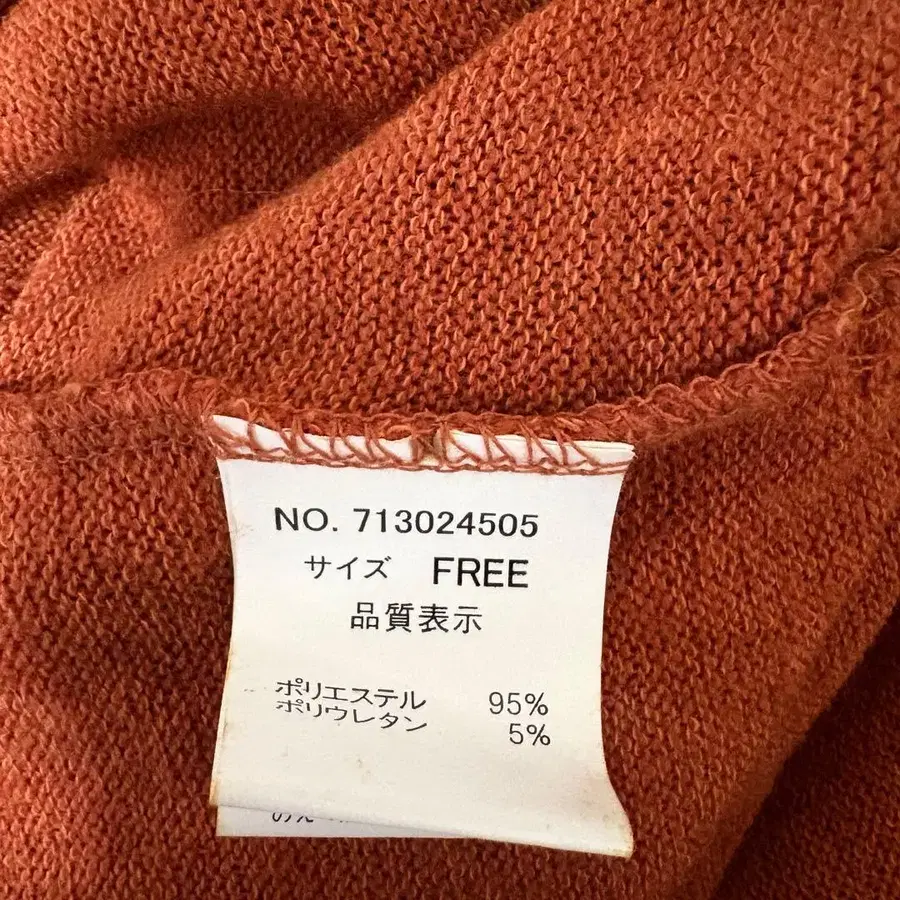 NO. 713024505
サイズ FREE
品質表示
ポリエステル 95%
ポリウレタン 5%